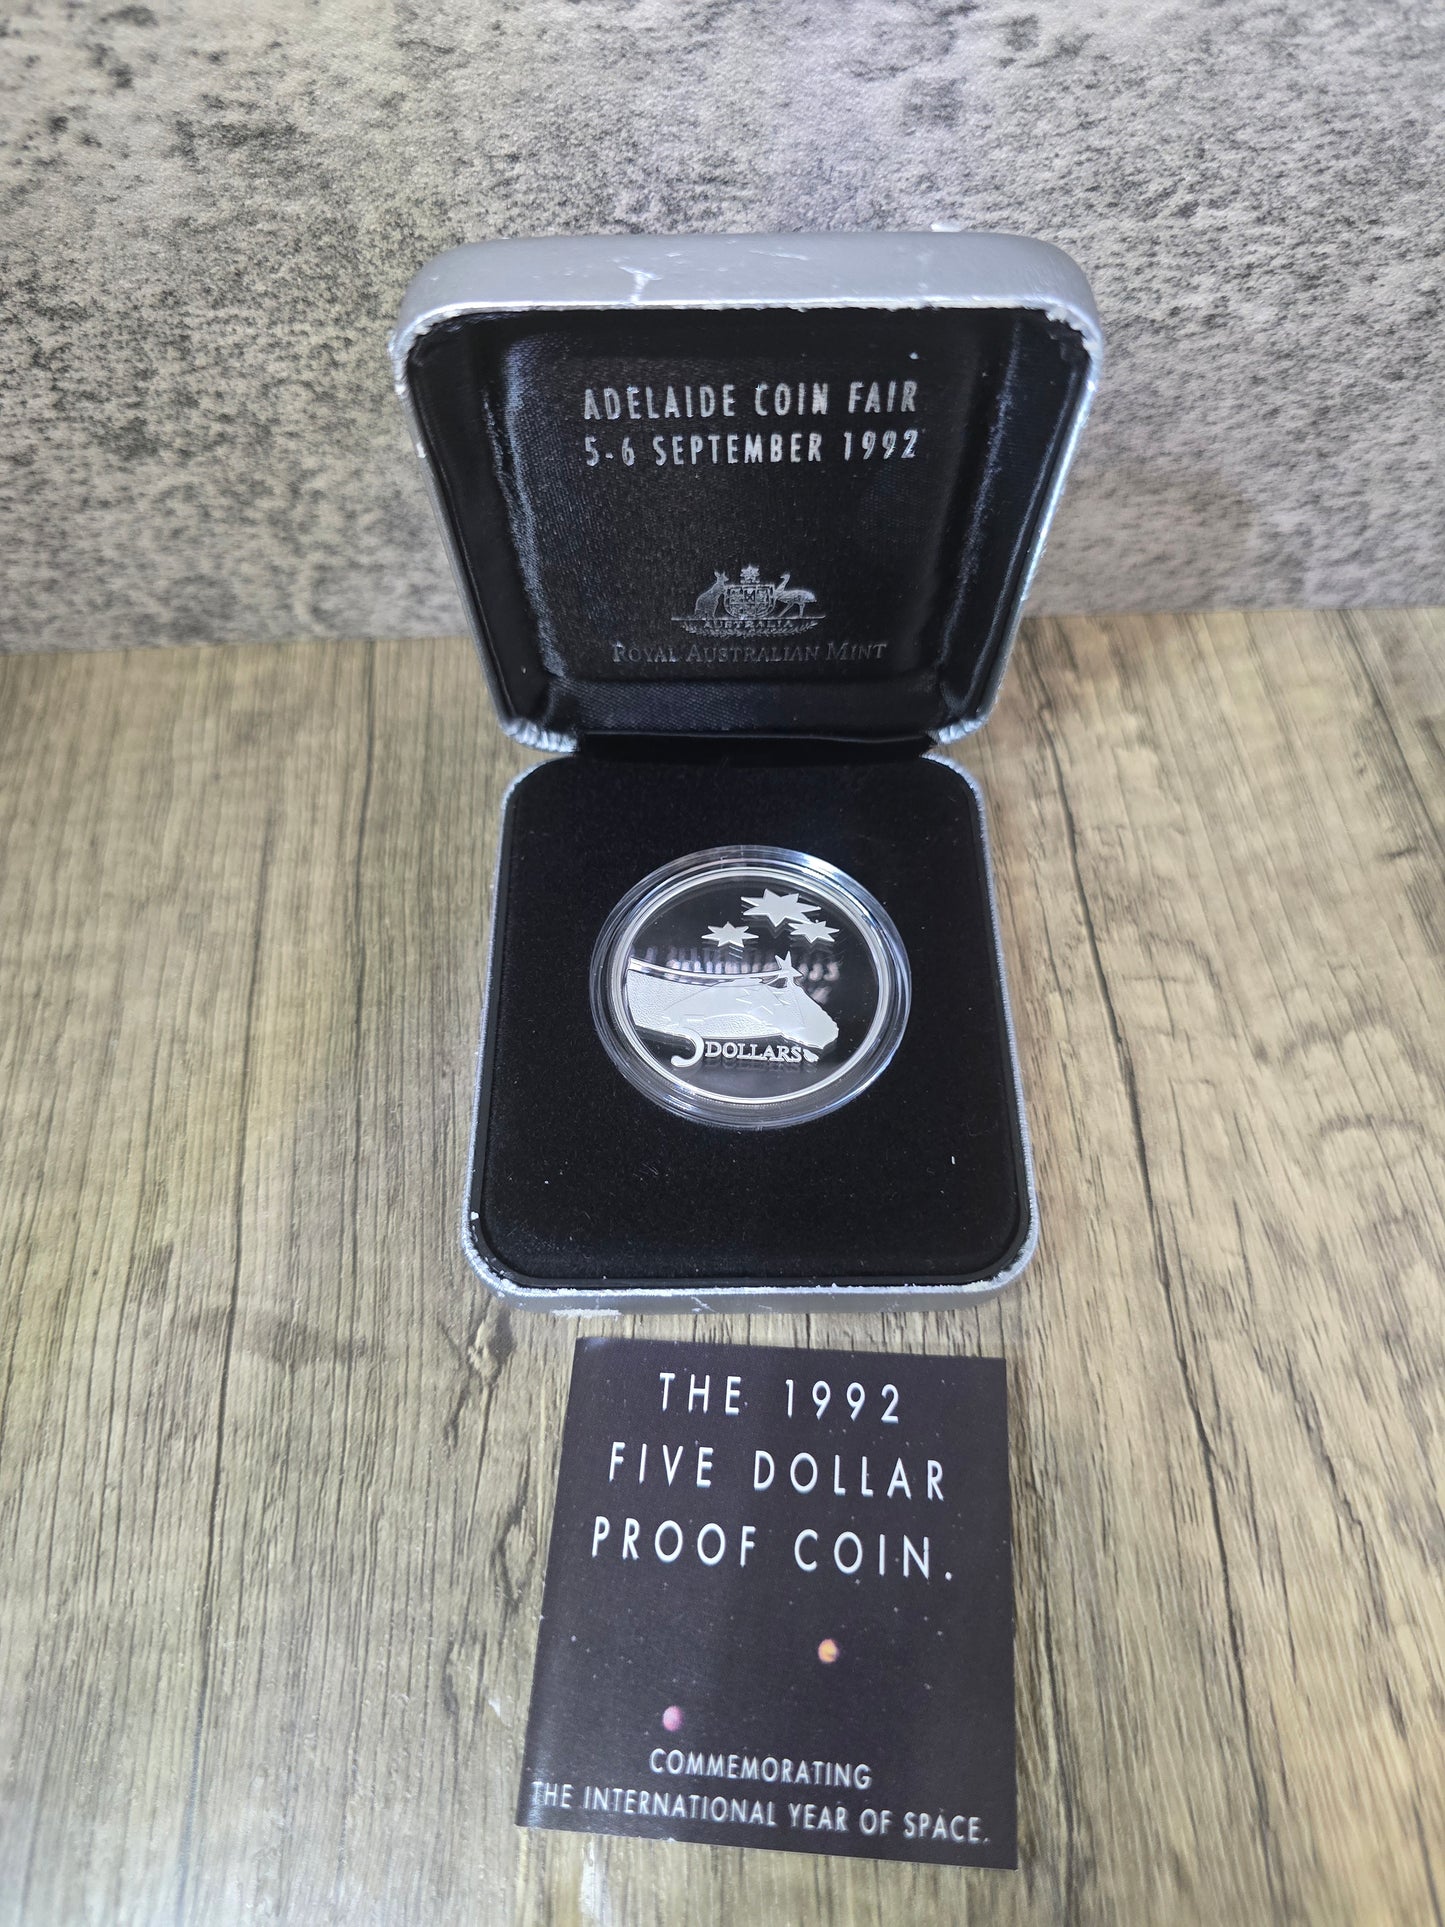 ADELAIDE COIN FAIR
5-6 SEPTEMBER 1992
AUSTRALIA
ROYAL AUSTRALIAN MINT
5 DOLLARS
THE 1992
FIVE DOLLAR
PROOF COIN.
COMMEMORATING
THE INTERNATIONAL YEAR OF SPACE.